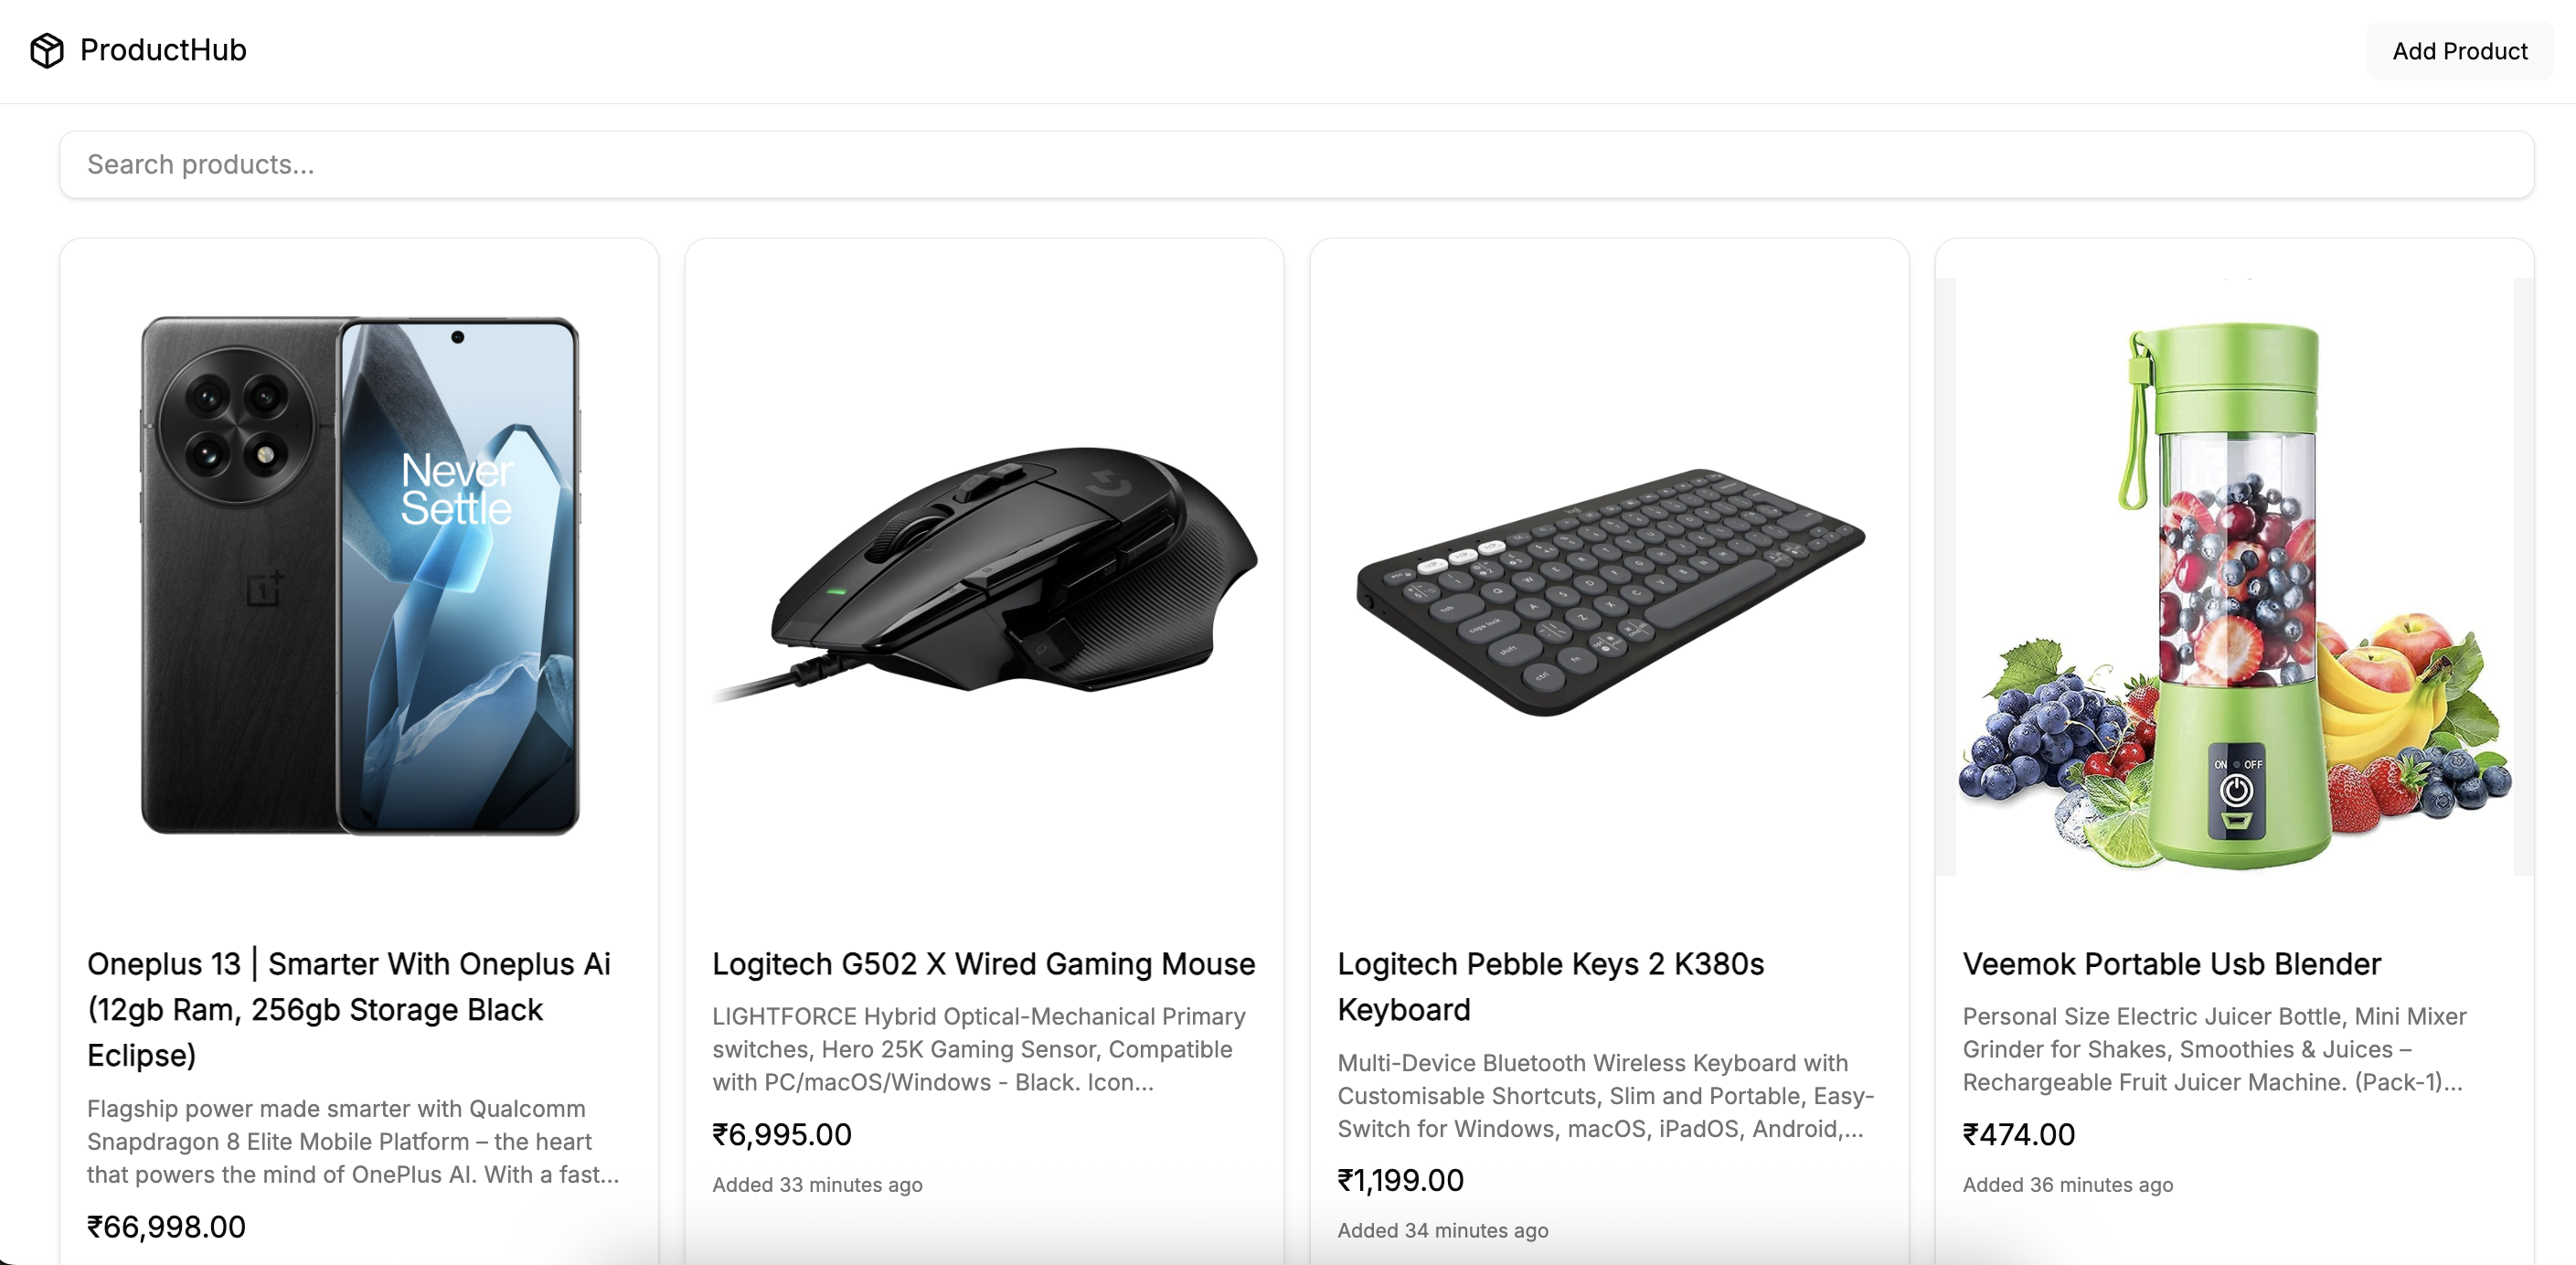 ProductHub
Add Product
Search products...
Never
Settle
ON OFF
Oneplus 13 | Smarter With Oneplus Ai
(12gb Ram, 256gb Storage Black
Eclipse)
Flagship power made smarter with Qualcomm
Snapdragon 8 Elite Mobile Platform – the heart
that powers the mind of OnePlus AI. With a fast...
₹66,998.00
Logitech G502 X Wired Gaming Mouse
LIGHTFORCE Hybrid Optical-Mechanical Primary
switches, Hero 25K Gaming Sensor, Compatible
with PC/macOS/Windows - Black. Icon...
₹6,995.00
Added 33 minutes ago
Logitech Pebble Keys 2 K380s
Keyboard
Multi-Device Bluetooth Wireless Keyboard with
Customisable Shortcuts, Slim and Portable, Easy-
Switch for Windows, macOS, iPadOS, Android,...
₹1,199.00
Added 34 minutes ago
Veemok Portable Usb Blender
Personal Size Electric Juicer Bottle, Mini Mixer
Grinder for Shakes, Smoothies & Juices –
Rechargeable Fruit Juicer Machine. (Pack-1)...
₹474.00
Added 36 minutes ago